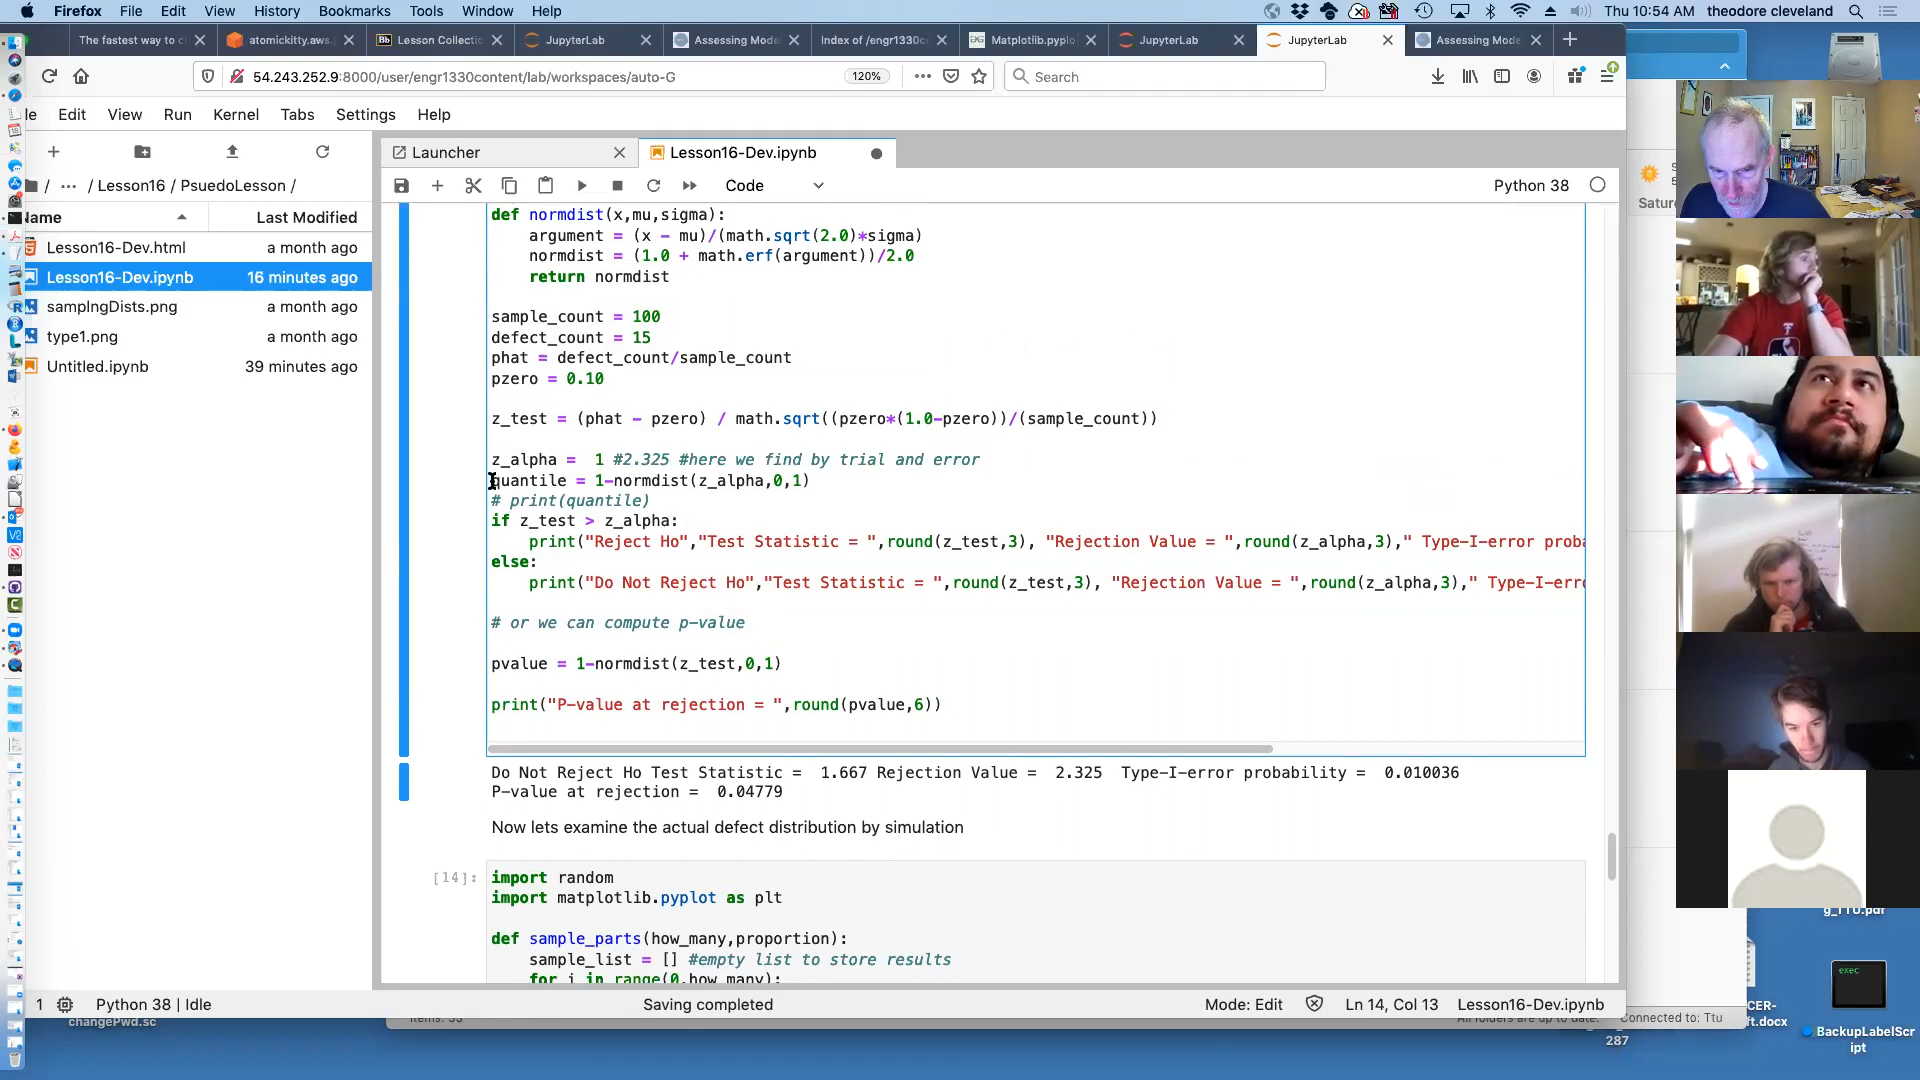 Firefox File Edit View History Bookmarks Tools Window Help
Thu 10:54 AM theodore cleveland
The fastest way to c
atomickitty.aws.
Lesson Collectic
JupyterLab
Assessing Mode
Index of /engr1330c
Matplotlib.pyplo
JupyterLab
JupyterLab
Assessing Mode
54.243.252.9:8000/user/engr1330content/lab/workspaces/auto-G
120%
Search
le Edit View Run Kernel Tabs Settings Help
Launcher
Lesson16-Dev.ipynb
/ ··· / Lesson16 / PsuedoLesson /
Code
Python 38
Name Last Modified
Lesson16-Dev.html a month ago
Lesson16-Dev.ipynb 16 minutes ago
samplngDists.png a month ago
type1.png a month ago
Untitled.ipynb 39 minutes ago
def normdist(x,mu,sigma):
argument = (x - mu)/(math.sqrt(2.0)*sigma)
normdist = (1.0 + math.erf(argument))/2.0
return normdist
sample_count = 100
defect_count = 15
phat = defect_count/sample_count
pzero = 0.10
z_test = (phat - pzero) / math.sqrt((pzero*(1.0-pzero))/(sample_count))
z_alpha =  1 #2.325 #here we find by trial and error
quantile = 1-normdist(z_alpha,0,1)
# print(quantile)
if z_test > z_alpha:
print("Reject Ho","Test Statistic = ",round(z_test,3), "Rejection Value = ",round(z_alpha,3)," Type-I-error proba
else:
print("Do Not Reject Ho","Test Statistic = ",round(z_test,3), "Rejection Value = ",round(z_alpha,3)," Type-I-erro
# or we can compute p-value
pvalue = 1-normdist(z_test,0,1)
print("P-value at rejection = ",round(pvalue,6))
Do Not Reject Ho Test Statistic =  1.667 Rejection Value =  2.325  Type-I-error probability =  0.010036
P-value at rejection =  0.04779
Now lets examine the actual defect distribution by simulation
[14]:
import random
import matplotlib.pyplot as plt
def sample_parts(how_many,proportion):
sample_list = [] #empty list to store results
for i in range(0,how_many):
1 Python 38 | Idle
Saving completed
Mode: Edit
Ln 14, Col 13
Lesson16-Dev.ipynb
changePwd.sc
Connected to: Ttu
287
Satur
g_TTU.pdf
exec
CER-
ft.docx
BackupLabelScr
ipt